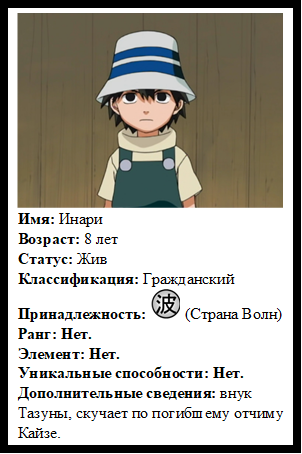 Имя: Инари
Возраст: 8 лет
Статус: Жив
Классификация: Гражданский
Принадлежность: 波 (Страна Волн)
Ранг: Нет.
Элемент: Нет.
Уникальные способности: Нет.
Дополнительные сведения: внук
Тазуны, скучает по погибшему отчиму
Кайзе.